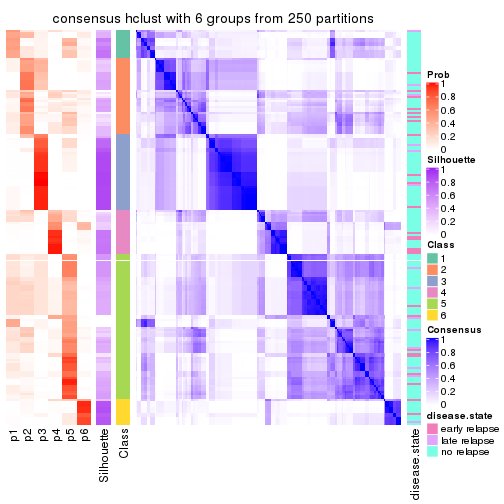 consensus hclust with 6 groups from 250 partitions
Prob
1
0.8
0.6
0.4
0.2
0
Silhouette
1
0.8
0.6
0.4
0.2
0
Class
1
2
3
4
5
6
Consensus
1
0.8
0.6
0.4
0.2
0
disease.state
early relapse
late relapse
no relapse
p1
p2
p3
p4
p5
p6
Silhouette
Class
disease.state